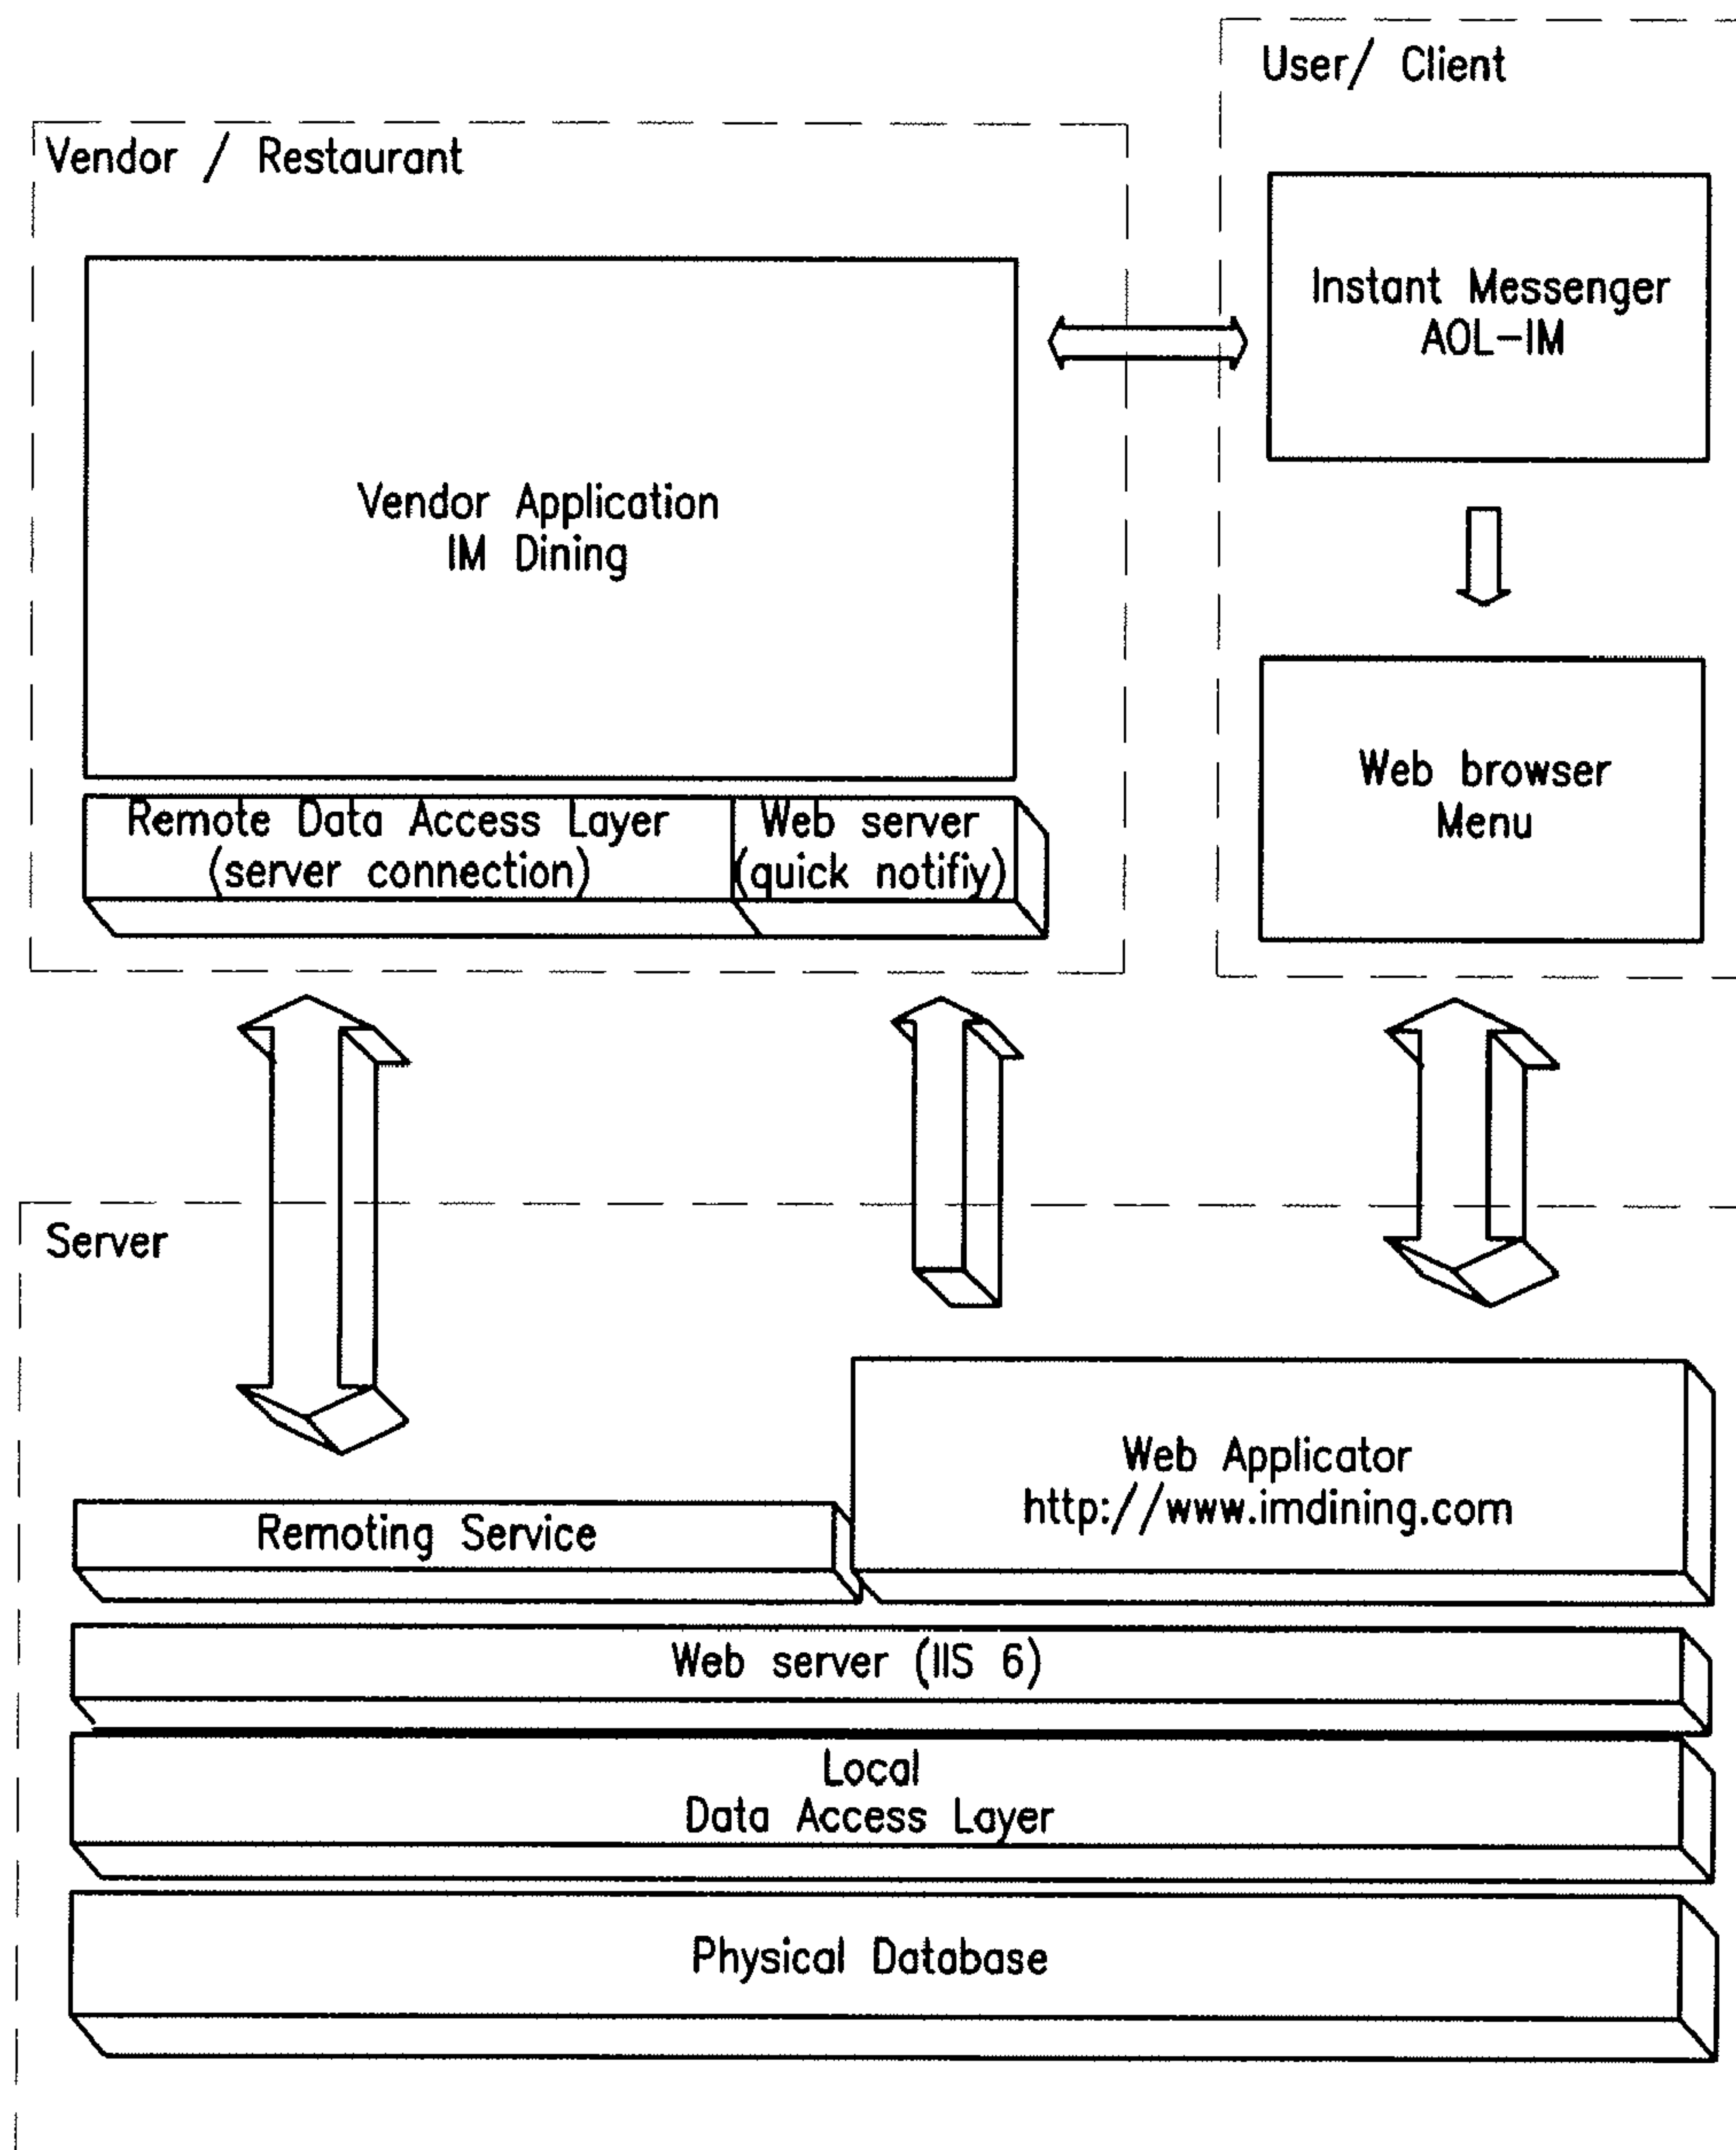 User/ Client
Vendor / Restaurant
Instant Messenger
AOL-IM
Vendor Application
IM Dining
Web browser
Menu
Remote Data Access Layer
(server connection)
Web server
(quick notifiy)
Server
Web Applicator
http://www.imdining.com
Remoting Service
Web server (IIS 6)
Local
Data Access Layer
Physical Database